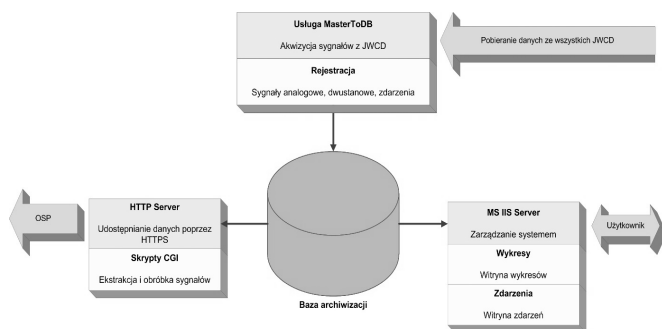 Usługa MasterToDB
Akwizycja sygnałów z JWCD
Rejestracja
Sygnały analogowe, dwustanowe, zdarzenia
Pobieranie danych ze wszystkich JWCD
OSP
HTTP Server
Udostępnianie danych poprzez
HTTPS
Skrypty CGI
Ekstrakcja i obróbka sygnałów
Baza archiwizacji
MS IIS Server
Zarządzanie systemem
Wykresy
Witryna wykresów
Zdarzenia
Witryna zdarzeń
Użytkownik